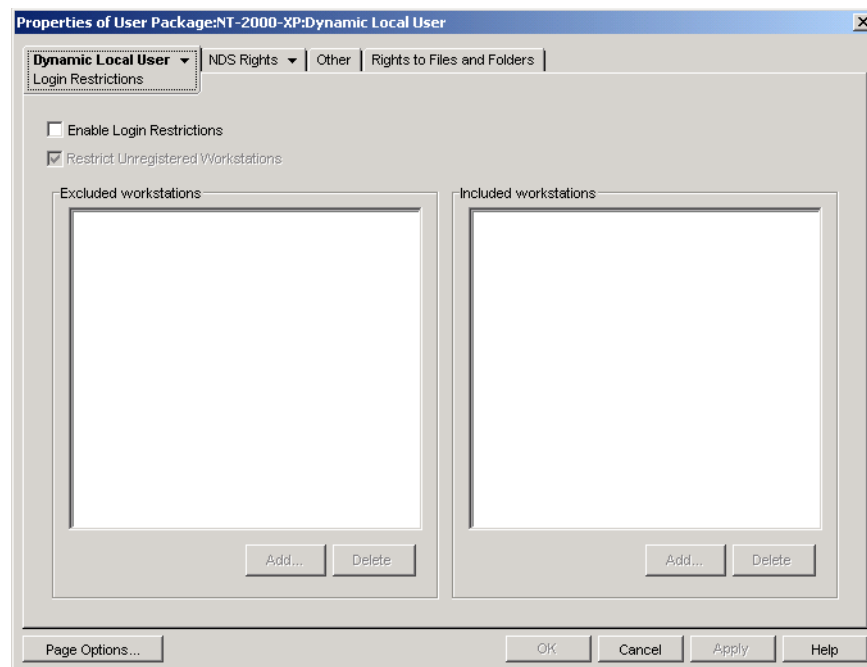 Properties of User Package:NT-2000-XP:Dynamic Local User
Dynamic Local User NDS Rights Other Rights to Files and Folders
Login Restrictions
Enable Login Restrictions
Restrict Unregistered Workstations
Excluded workstations Included workstations
Add... Delete Add... Delete
Page Options... OK Cancel Apply Help